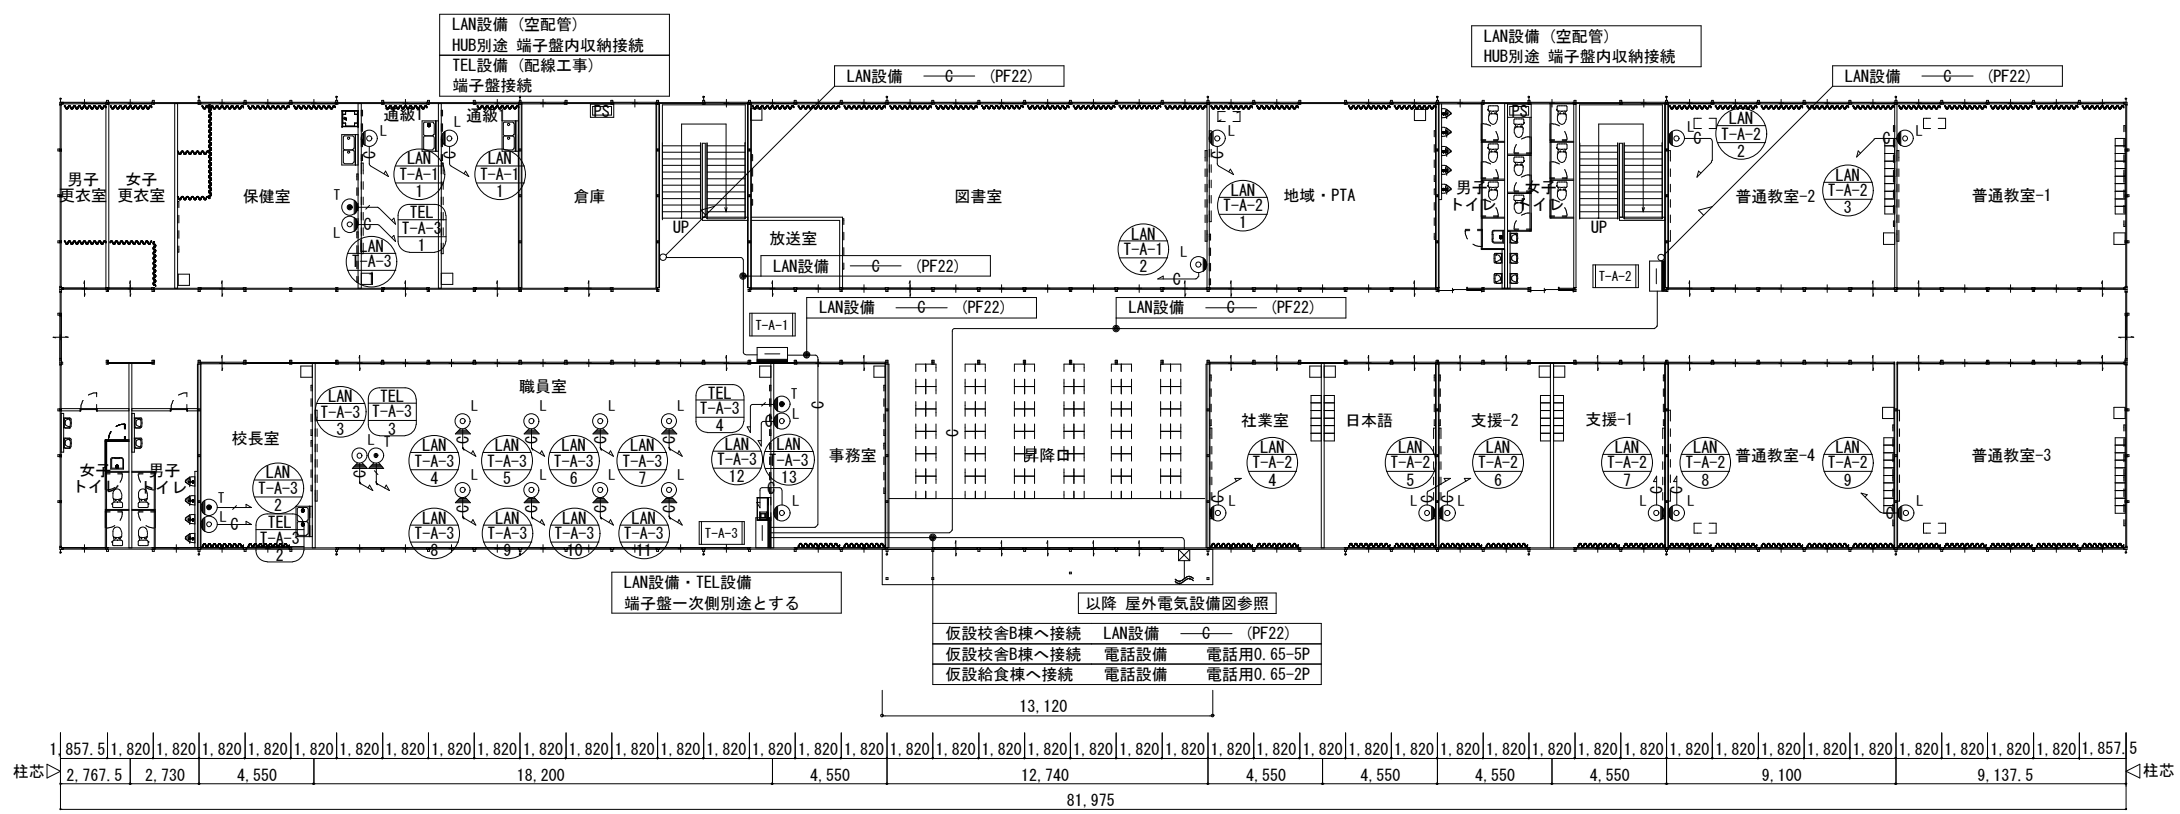 LAN設備（空配管）
HUB別途 端子盤内収納接続
TEL設備（配線工事）
端子盤接続
LAN設備（空配管）
HUB別途 端子盤内収納接続
LAN設備 C (PF22)
LAN設備 C (PF22)
男子
更衣室
女子
更衣室
保健室
通級1
通級1
PS
倉庫
UP
放送室
図書室
地域・PTA
男子
トイレ
女子
トイレ
PS
UP
普通教室-2
普通教室-1
L
C
LAN
T-A-1
1
L
C
LAN
T-A-1
1
T
L
C
TEL
T-A-3
1
LAN
T-A-3
1
L
C
LAN
T-A-1
2
L
C
LAN
T-A-2
1
L
C
LAN
T-A-2
2
L
C
LAN
T-A-2
3
LAN設備 C (PF22)
LAN設備 C (PF22)
LAN設備 C (PF22)
T-A-1
T-A-2
C
C
女子
トイレ
男子
トイレ
校長室
T
L
C
LAN
T-A-3
2
TEL
T-A-3
2
職員室
LAN
T-A-3
3
TEL
T-A-3
3
L
T
L
C
LAN
T-A-3
4
L
C
LAN
T-A-3
5
L
C
LAN
T-A-3
6
L
C
LAN
T-A-3
7
L
C
LAN
T-A-3
8
L
C
LAN
T-A-3
9
L
C
LAN
T-A-3
10
L
C
LAN
T-A-3
11
TEL
T-A-3
4
T
L
LAN
T-A-3
12
LAN
T-A-3
13
L
T-A-3
事務室
昇降口
社業室
LAN
T-A-2
4
L
C
日本語
LAN
T-A-2
5
L
C
支援-2
LAN
T-A-2
6
L
C
支援-1
LAN
T-A-2
7
L
C
普通教室-4
LAN
T-A-2
8
L
C
LAN
T-A-2
9
L
C
普通教室-3
LAN設備・TEL設備
端子盤一次側別途とする
以降 屋外電気設備図参照
仮設校舎B棟へ接続 LAN設備 C (PF22)
仮設校舎B棟へ接続 電話設備 電話用0.65-5P
仮設給食棟へ接続 電話設備 電話用0.65-2P
13,120
1,857.5 1,820 1,820 1,820 1,820 1,820 1,820 1,820 1,820 1,820 1,820 1,820 1,820 1,820 1,820 1,820 1,820 1,820 1,820 1,820 1,820 1,820 1,820 1,820 1,820 1,820 1,820 1,820 1,820 1,820 1,820 1,820 1,820 1,820 1,820 1,820 1,820 1,820 1,820 1,820 1,820 1,820 1,820 1,820 1,857.5
柱芯 2,767.5 2,730 4,550 18,200 4,550 12,740 4,550 4,550 4,550 4,550 9,100 9,137.5 柱芯
81,975